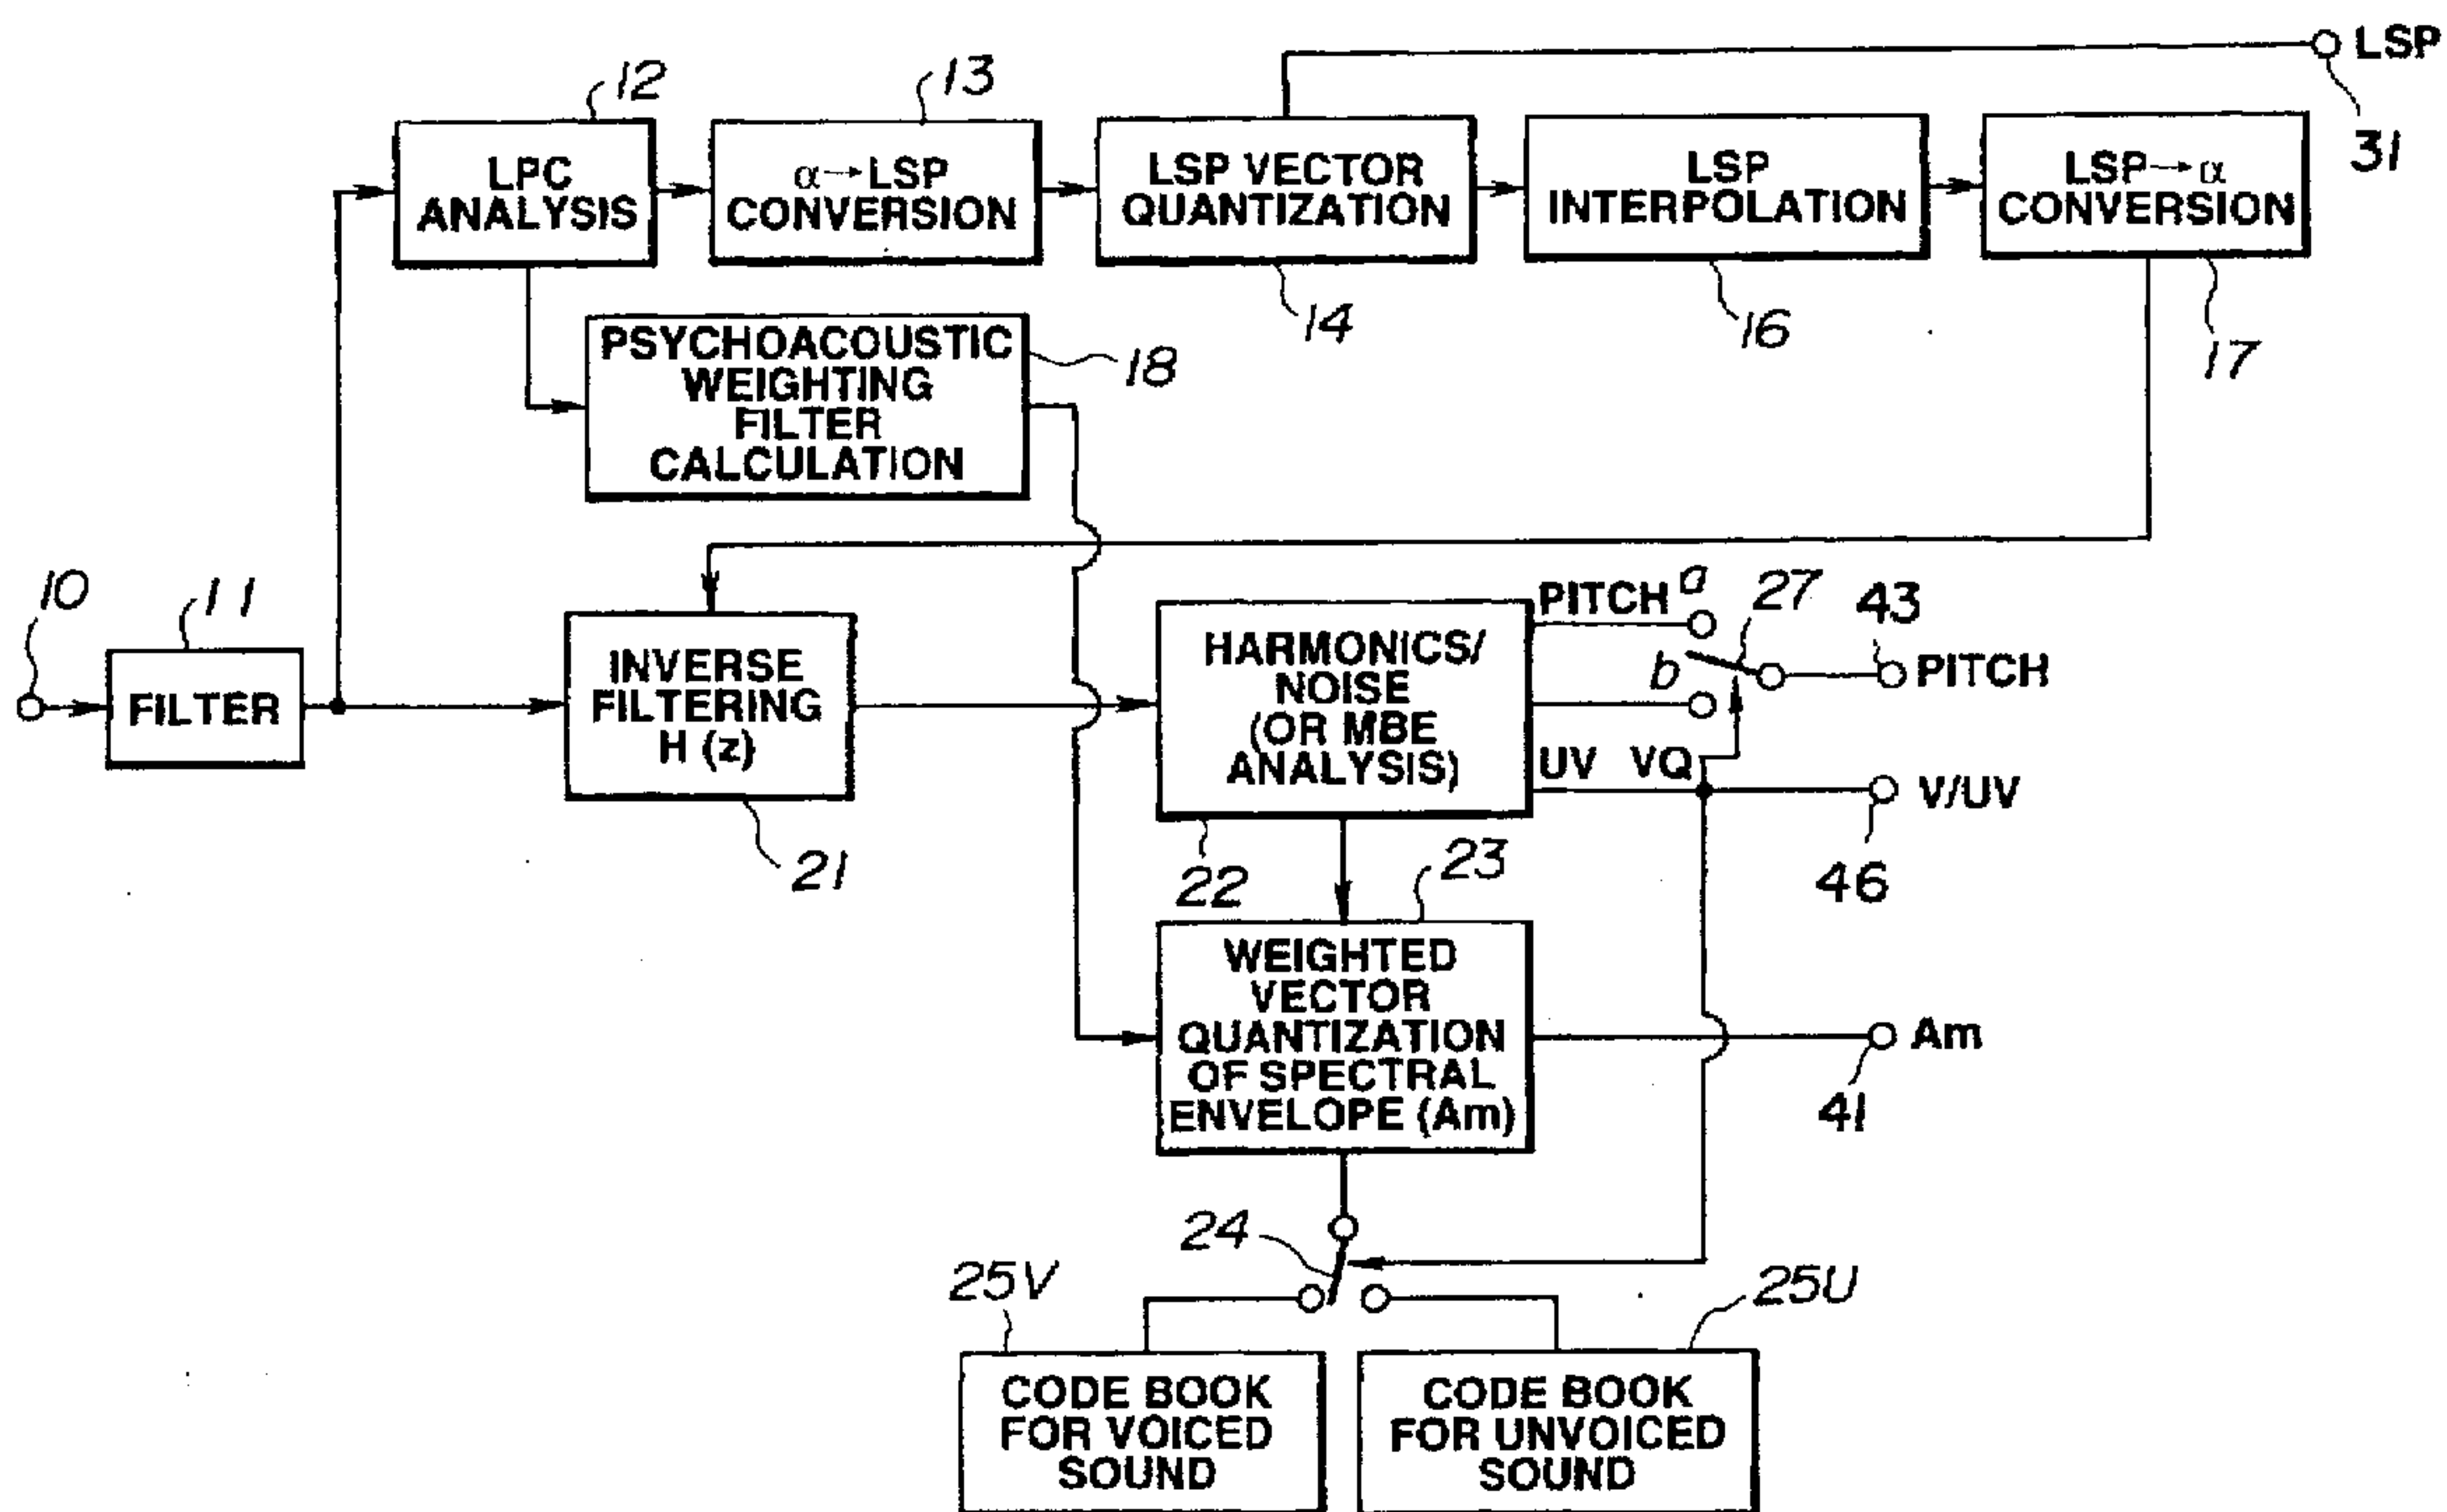 LSP
31
12
13
LPC
ANALYSIS
α→LSP
CONVERSION
LSP VECTOR
QUANTIZATION
LSP
INTERPOLATION
LSP→α
CONVERSION
14
16
17
PSYCHOACOUSTIC
WEIGHTING
FILTER
CALCULATION
18
10
11
FILTER
INVERSE
FILTERING
H (z)
21
HARMONICS/
NOISE
(OR MBE
ANALYSIS)
22
PITCH a
27
43
b
PITCH
UV VQ
V/UV
46
23
WEIGHTED
VECTOR
QUANTIZATION
OF SPECTRAL
ENVELOPE (Am)
Am
41
24
25V
25U
CODE BOOK
FOR VOICED
SOUND
CODE BOOK
FOR UNVOICED
SOUND